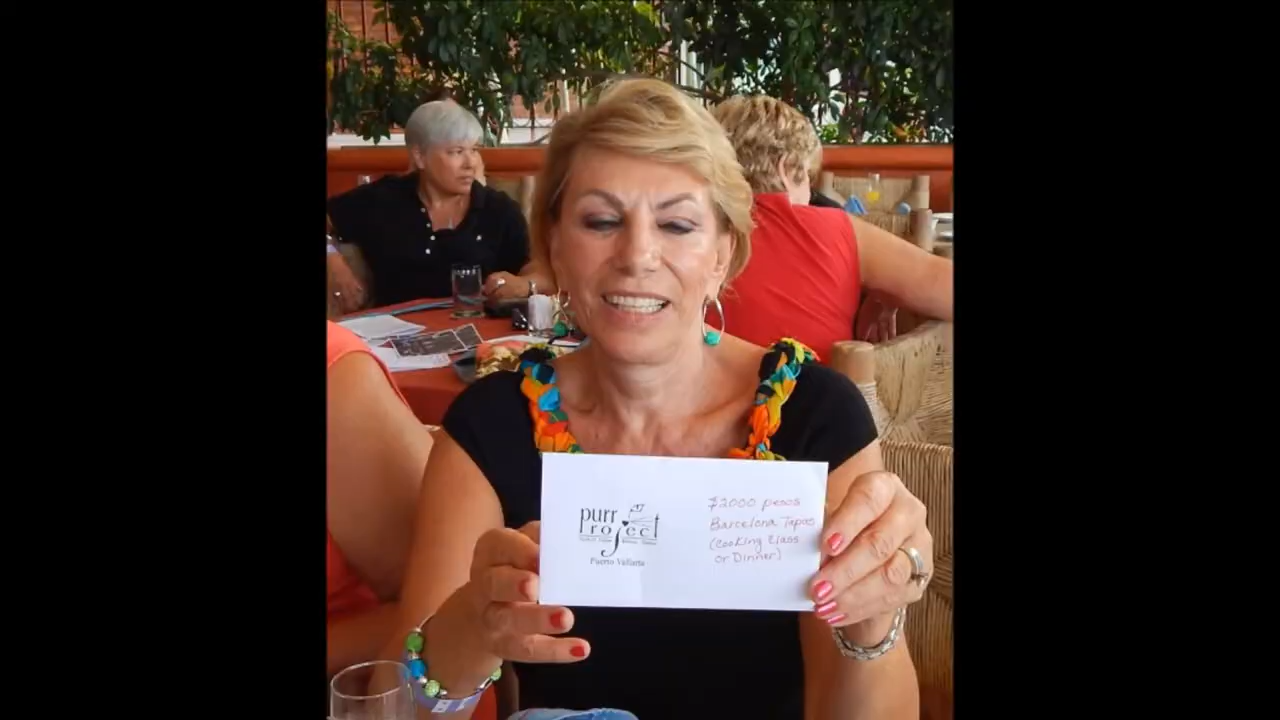 purr
project
Puerto Vallarta
$2000 pesos
Barcelona Tapas
(Cooking Class
or Dinner)